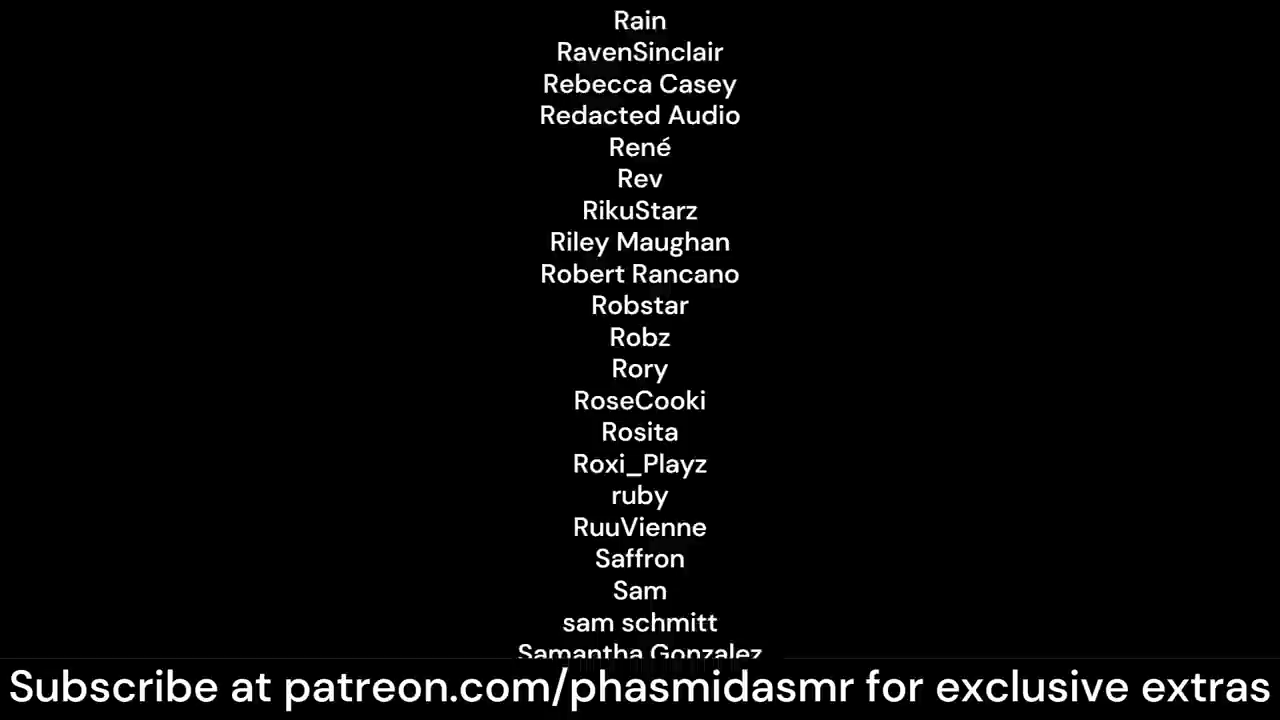 Rain
RavenSinclair
Rebecca Casey
Redacted Audio
René
Rev
RikuStarz
Riley Maughan
Robert Rancano
Robstar
Robz
Rory
RoseCooki
Rosita
Roxi_Playz
ruby
RuuVienne
Saffron
Sam
sam schmitt
Samantha Gonzalez
Subscribe at patreon.com/phasmidasmr for exclusive extras